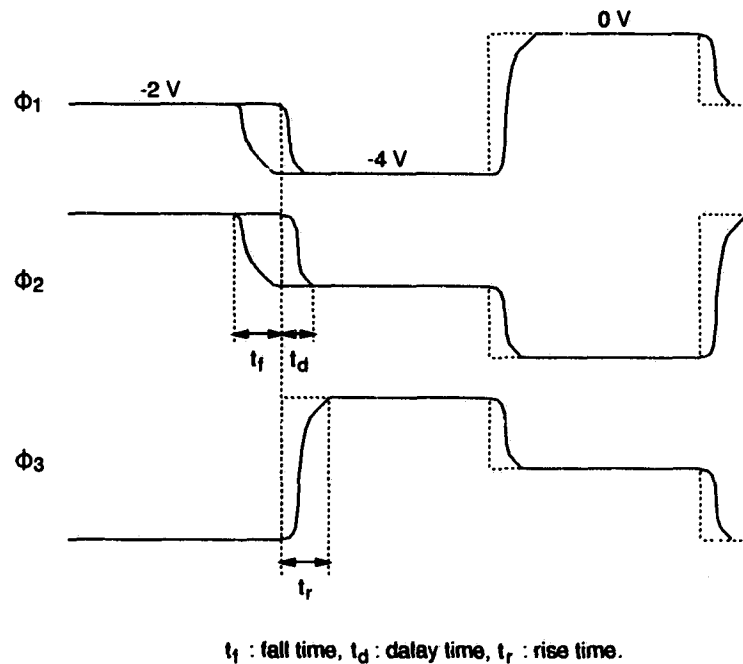 0 V
-2 V
Φ1
-4 V
Φ2
tf td
Φ3
tr
tf : fall time, td : dalay time, tr : rise time.